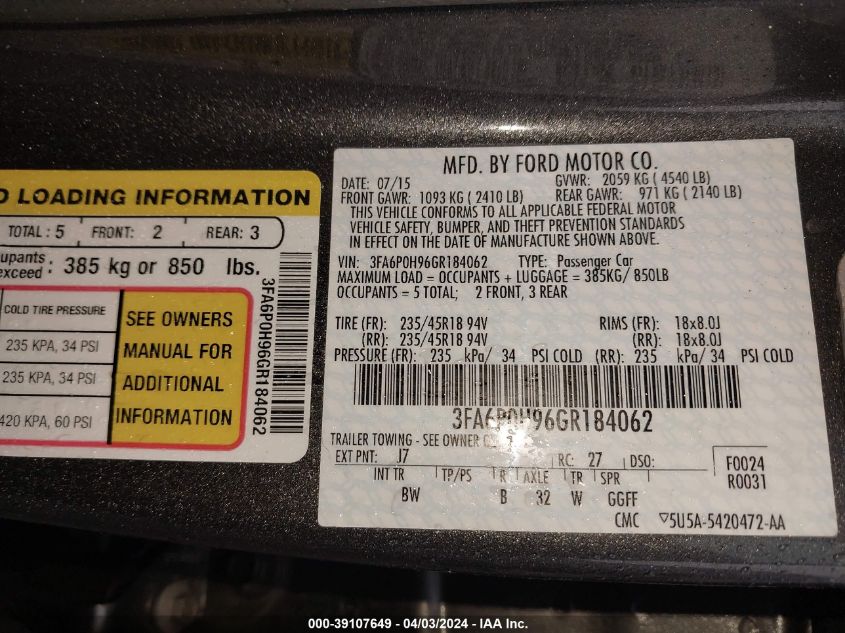 LOADING INFORMATION
TOTAL: 5 FRONT: 2 REAR: 3
385 kg or 850 lbs.
COLD TIRE PRESSURE
235 KPA, 34 PSI
235 KPA, 34 PSI
420 KPA, 60 PSI
SEE OWNERS
MANUAL FOR
ADDITIONAL
INFORMATION
3FA6P0H96GR184062
MFD. BY FORD MOTOR CO.
DATE: 07/15 GVWR: 2059 KG ( 4540 LB)
FRONT GAWR: 1093 KG ( 2410 LB) REAR GAWR: 971 KG ( 2140 LB)
THIS VEHICLE CONFORMS TO ALL APPLICABLE FEDERAL MOTOR
VEHICLE SAFETY, BUMPER, AND THEFT PREVENTION STANDARDS
IN EFFECT ON THE DATE OF MANUFACTURE SHOWN ABOVE.
VIN: 3FA6P0H96GR184062 TYPE: Passenger Car
MAXIMUM LOAD = OCCUPANTS + LUGGAGE = 385KG/ 850LB
OCCUPANTS = 5 TOTAL; 2 FRONT, 3 REAR
TIRE (FR): 235/45R18 94V RIMS (FR): 18x8.0J
(RR): 235/45R18 94V (RR): 18x8.0J
PRESSURE (FR): 235 kPa/ 34 PSI COLD (RR): 235 kPa/ 34 PSI COLD
3FA6P0H96GR184062
TRAILER TOWING - SEE OWNER
EXT PNT: J7 RC: 27 DSO:
INT TR TP/PS R AXLE TR SPR
BW B 32 W GGFF
F0024
R0031
CMC ▽5U5A-5420472-AA
000-39107649 - 04/03/2024 - IAA Inc.